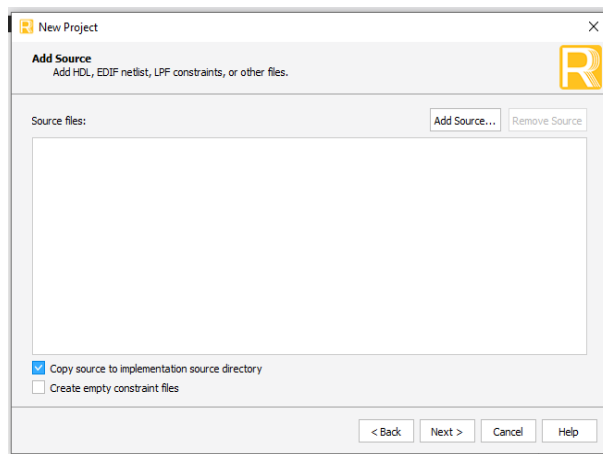 New Project
Add Source
Add HDL, EDIF netlist, LPF constraints, or other files.
Source files:
Add Source...
Remove Source
Copy source to implementation source directory
Create empty constraint files
< Back
Next >
Cancel
Help